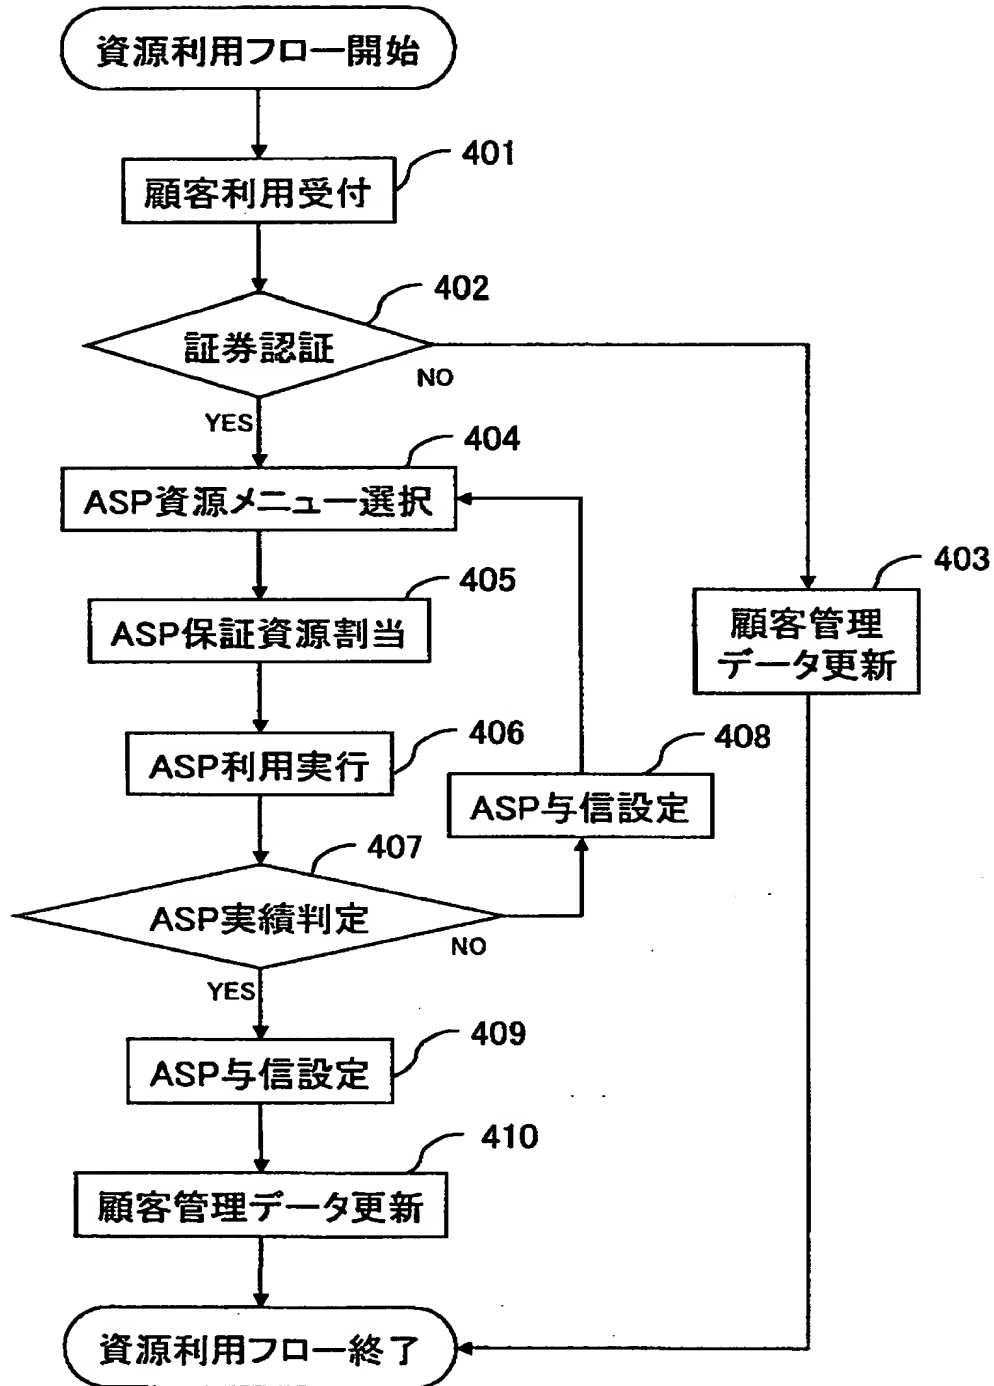 資源利用フロー開始
401
顧客利用受付
402
証券認証
NO
YES
404
ASP資源メニュー選択
405
ASP保証資源割当
403
顧客管理
データ更新
406
ASP利用実行
408
ASP与信設定
407
ASP実績判定
NO
YES
409
ASP与信設定
410
顧客管理データ更新
資源利用フロー終了